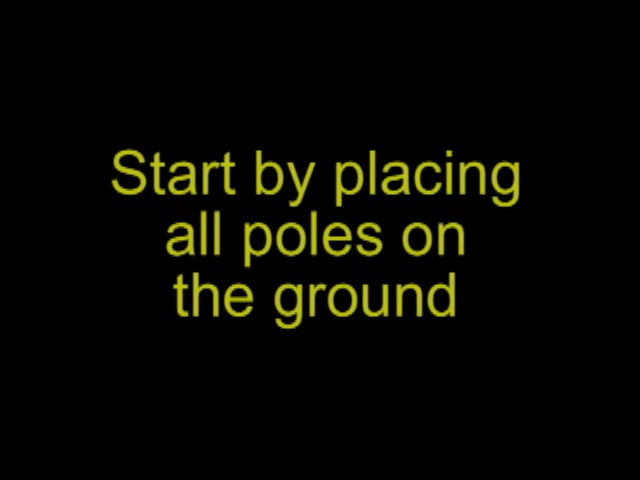 Start by placing
all poles on
the ground